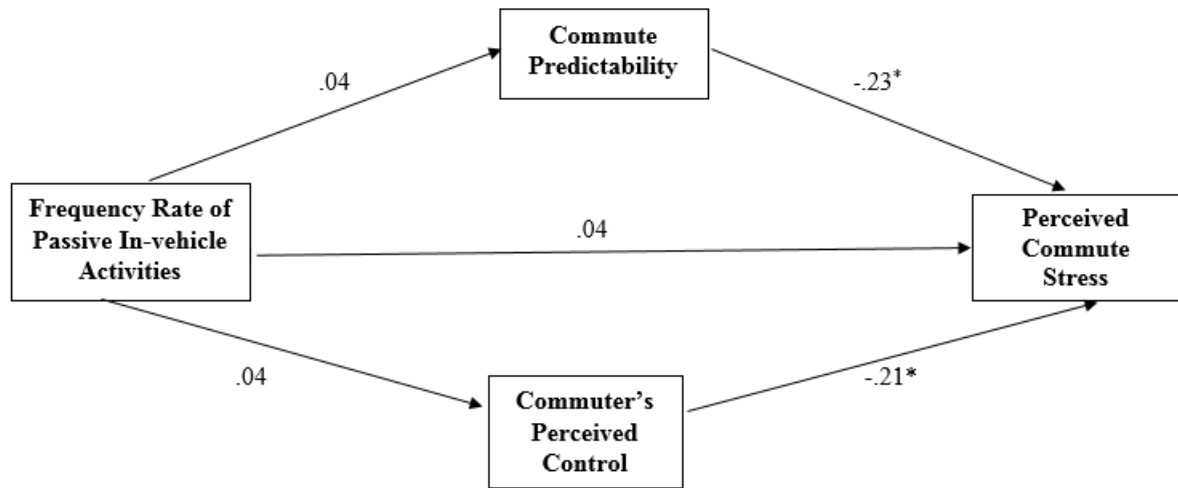 Commute
Predictability
.04
-.23*
Frequency Rate of
Passive In-vehicle
Activities
.04
Perceived
Commute
Stress
.04
-.21*
Commuter’s
Perceived
Control